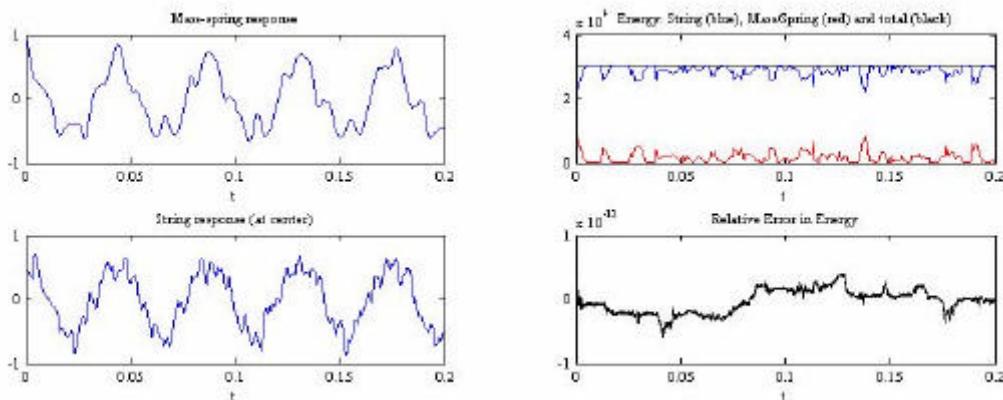 Mass-spring response
1
0
-1
0 0.05 0.1 0.15 0.2
t
Energy: String (blue), Mass/Spring (red) and total (black)
4
2
0
0 0.05 0.1 0.15 0.2
t
String response (at center)
1
0
-1
0 0.05 0.1 0.15 0.2
t
Relative Error in Energy
1
0
-1
0 0.05 0.1 0.15 0.2
t